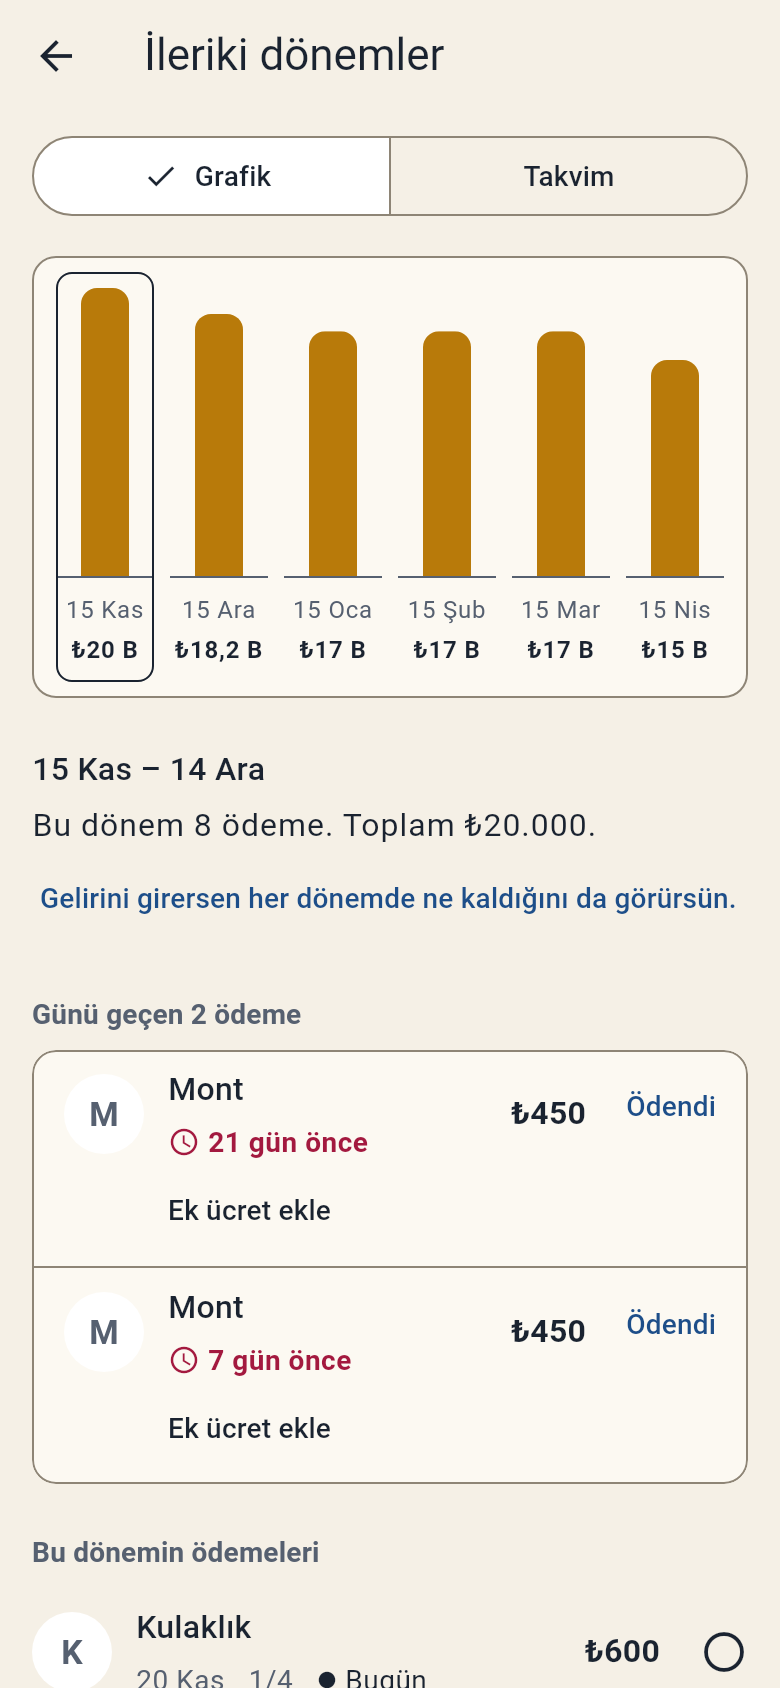 İleriki dönemler
Grafik
Takvim
15 Kas
₺20 B
15 Ara
₺18,2 B
15 Oca
₺17 B
15 Şub
₺17 B
15 Mar
₺17 B
15 Nis
₺15 B
15 Kas – 14 Ara
Bu dönem 8 ödeme. Toplam ₺20.000.
Gelirini girersen her dönemde ne kaldığını da görürsün.
Günü geçen 2 ödeme
M
Mont
21 gün önce
₺450
Ödendi
Ek ücret ekle
M
Mont
7 gün önce
₺450
Ödendi
Ek ücret ekle
Bu dönemin ödemeleri
K
Kulaklık
₺600
20 Kas 1/4 ● Bugün